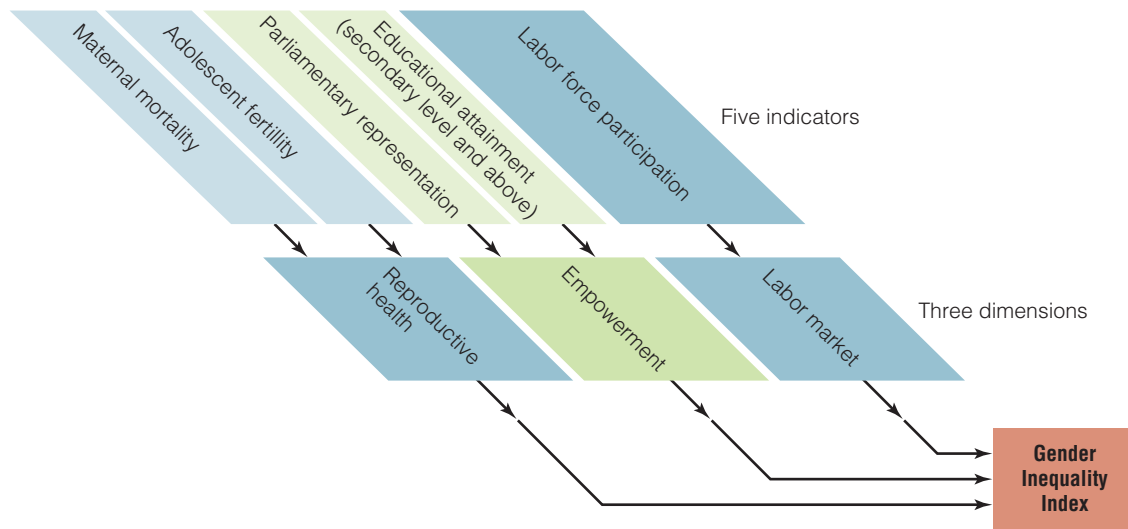 Maternal mortality
Adolescent fertillity
Parliamentary representation
Educational attainment
(secondary level and above)
Labor force participation
Five indicators
Reproductive
health
Empowerment
Labor market
Three dimensions
Gender
Inequality
Index